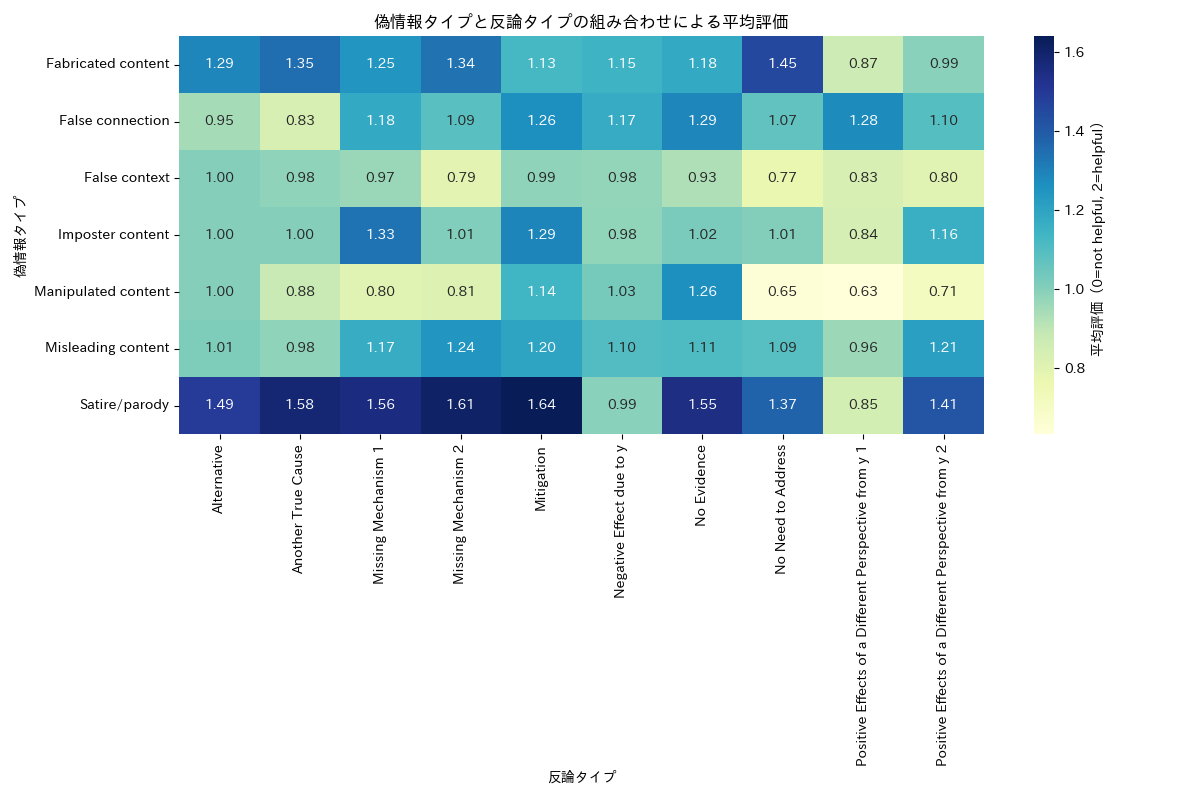 偽情報タイプと反論タイプの組み合わせによる平均評価
偽情報タイプ
Fabricated content 1.29 1.35 1.25 1.34 1.13 1.15 1.18 1.45 0.87 0.99
False connection 0.95 0.83 1.18 1.09 1.26 1.17 1.29 1.07 1.28 1.10
False context 1.00 0.98 0.97 0.79 0.99 0.98 0.93 0.77 0.83 0.80
Imposter content 1.00 1.00 1.33 1.01 1.29 0.98 1.02 1.01 0.84 1.16
Manipulated content 1.00 0.88 0.80 0.81 1.14 1.03 1.26 0.65 0.63 0.71
Misleading content 1.01 0.98 1.17 1.24 1.20 1.10 1.11 1.09 0.96 1.21
Satire/parody 1.49 1.58 1.56 1.61 1.64 0.99 1.55 1.37 0.85 1.41
Alternative
Another True Cause
Missing Mechanism 1
Missing Mechanism 2
Mitigation
Negative Effect due to y
No Evidence
No Need to Address
Positive Effects of a Different Perspective from y 1
Positive Effects of a Different Perspective from y 2
反論タイプ
1.6
1.4
1.2
1.0
0.8
平均評価（0=not helpful, 2=helpful）